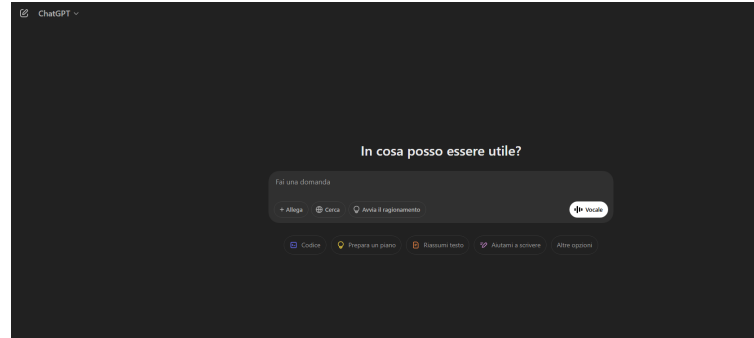 ChatGPT
In cosa posso essere utile?
Fai una domanda
+ Allega Cerca Avvia il ragionamento Vocale
Codice Prepara un piano Riassumi testo Aiutami a scrivere Altre opzioni